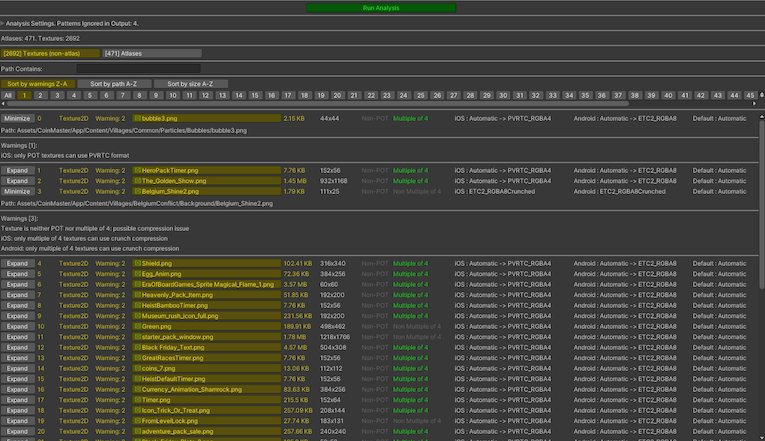 Run Analysis
Analysis Settings. Patterns Ignored in Output: 4.
Atlases: 471. Textures: 2692
[2692] Textures (non-atlas) [471] Atlases
Path Contains:
Sort by warnings Z-A Sort by path A-Z Sort by size A-Z
All 1 2 3 4 5 6 7 8 9 10 11 12 13 14 15 16 17 18 19 20 21 22 23 24 25 26 27 28 29 30 31 32 33 34 35 36 37 38 39 40 41 42 43 44 45
Minimize 0 Texture2D Warning: 2 bubble3.png 2.15 KB 44x44 Non-POT Multiple of 4 iOS : Automatic -> PVRTC_RGBA4 Android : Automatic -> ETC2_RGBA8 Default : Automatic
Path: Assets/CoinMaster/App/Content/Villages/Common/Particles/Bubbles/bubble3.png
Warnings [1]:
iOS: only POT textures can use PVRTC format
Expand 1 Texture2D Warning: 2 HeroPackTimer.png 7.76 KB 152x56 Non-POT Multiple of 4 iOS : Automatic -> PVRTC_RGBA4 Android : Automatic -> ETC2_RGBA8 Default : Automatic
Expand 2 Texture2D Warning: 2 The_Golden_Show.png 1.45 MB 932x1168 Non-POT Multiple of 4 iOS : Automatic -> PVRTC_RGBA4 Android : Automatic -> ETC2_RGBA8 Default : Automatic
Minimize 3 Texture2D Warning: 2 Belgium_Shine2.png 1.79 KB 111x25 Non-POT Non Multiple of 4 iOS : ETC2_RGBA8Crunched Android : ETC2_RGBA8Crunched Default : Automatic
Path: Assets/CoinMaster/App/Content/Villages/BelgiumConflict/Background/Belgium_Shine2.png
Warnings [3]:
Texture is neither POT nor multiple of 4: possible compression issue
iOS: only multiple of 4 textures can use crunch compression
Android: only multiple of 4 textures can use crunch compression
Expand 4 Texture2D Warning: 2 Shield.png 102.41 KB 316x340 Non-POT Multiple of 4 iOS : Automatic -> PVRTC_RGBA4 Android : Automatic -> ETC2_RGBA8 Default : Automatic
Expand 5 Texture2D Warning: 2 Egg_Anim.png 72.36 KB 384x256 Non-POT Multiple of 4 iOS : Automatic -> PVRTC_RGBA4 Android : Automatic -> ETC2_RGBA8 Default : Automatic
Expand 6 Texture2D Warning: 2 EraOfBoardGames_Sprite Magical_Flame_1.png 3.57 MB 60x60 Non-POT Multiple of 4 iOS : Automatic -> PVRTC_RGBA4 Android : Automatic -> ETC2_RGBA8 Default : Automatic
Expand 7 Texture2D Warning: 2 Heavenly_Pack_Item.png 51.85 KB 192x200 Non-POT Multiple of 4 iOS : Automatic -> PVRTC_RGBA4 Android : Automatic -> ETC2_RGBA8 Default : Automatic
Expand 8 Texture2D Warning: 2 HeistBambooTimer.png 7.76 KB 152x56 Non-POT Multiple of 4 iOS : Automatic -> PVRTC_RGBA4 Android : Automatic -> ETC2_RGBA8 Default : Automatic
Expand 9 Texture2D Warning: 2 Museum_rush_icon_full.png 231.56 KB 192x200 Non-POT Multiple of 4 iOS : Automatic -> PVRTC_RGBA4 Android : Automatic -> ETC2_RGBA8 Default : Automatic
Expand 10 Texture2D Warning: 2 Green.png 189.91 KB 498x462 Non-POT Non Multiple of 4 iOS : Automatic -> PVRTC_RGBA4 Android : Automatic -> ETC2_RGBA8 Default : Automatic
Expand 11 Texture2D Warning: 2 starter_pack_window.png 1.78 MB 1218x1766 Non-POT Non Multiple of 4 iOS : Automatic -> PVRTC_RGBA4 Android : Automatic -> ETC2_RGBA8 Default : Automatic
Expand 12 Texture2D Warning: 2 Black Friday_Text.png 4.57 MB 504x308 Non-POT Multiple of 4 iOS : Automatic -> PVRTC_RGBA4 Android : Automatic -> ETC2_RGBA8 Default : Automatic
Expand 13 Texture2D Warning: 2 GreatRacesTimer.png 7.76 KB 152x56 Non-POT Multiple of 4 iOS : Automatic -> PVRTC_RGBA4 Android : Automatic -> ETC2_RGBA8 Default : Automatic
Expand 14 Texture2D Warning: 2 coins_7.png 13.06 KB 112x112 Non-POT Multiple of 4 iOS : Automatic -> PVRTC_RGBA4 Android : Automatic -> ETC2_RGBA8 Default : Automatic
Expand 15 Texture2D Warning: 2 HeistDefaultTimer.png 7.76 KB 152x56 Non-POT Multiple of 4 iOS : Automatic -> PVRTC_RGBA4 Android : Automatic -> ETC2_RGBA8 Default : Automatic
Expand 16 Texture2D Warning: 2 Currency_Animation_Shamrock.png 83.63 KB 384x256 Non-POT Multiple of 4 iOS : Automatic -> PVRTC_RGBA4 Android : Automatic -> ETC2_RGBA8 Default : Automatic
Expand 17 Texture2D Warning: 2 Timer.png 215.5 KB 152x64 Non-POT Multiple of 4 iOS : Automatic -> PVRTC_RGBA4 Android : Automatic -> ETC2_RGBA8 Default : Automatic
Expand 18 Texture2D Warning: 2 Icon_Trick_Or_Treat.png 257.09 KB 208x144 Non-POT Multiple of 4 iOS : Automatic -> PVRTC_RGBA4 Android : Automatic -> ETC2_RGBA8 Default : Automatic
Expand 19 Texture2D Warning: 2 FromLevelLock.png 27.74 KB 183x131 Non-POT Non Multiple of 4 iOS : Automatic -> PVRTC_RGBA4 Android : Automatic -> ETC2_RGBA8 Default : Automatic
Expand 20 Texture2D Warning: 2 adventure_pack_sale.png 257.66 KB 240x240 Non-POT Multiple of 4 iOS : Automatic -> PVRTC_RGBA4 Android : Automatic -> ETC2_RGBA8 Default : Automatic